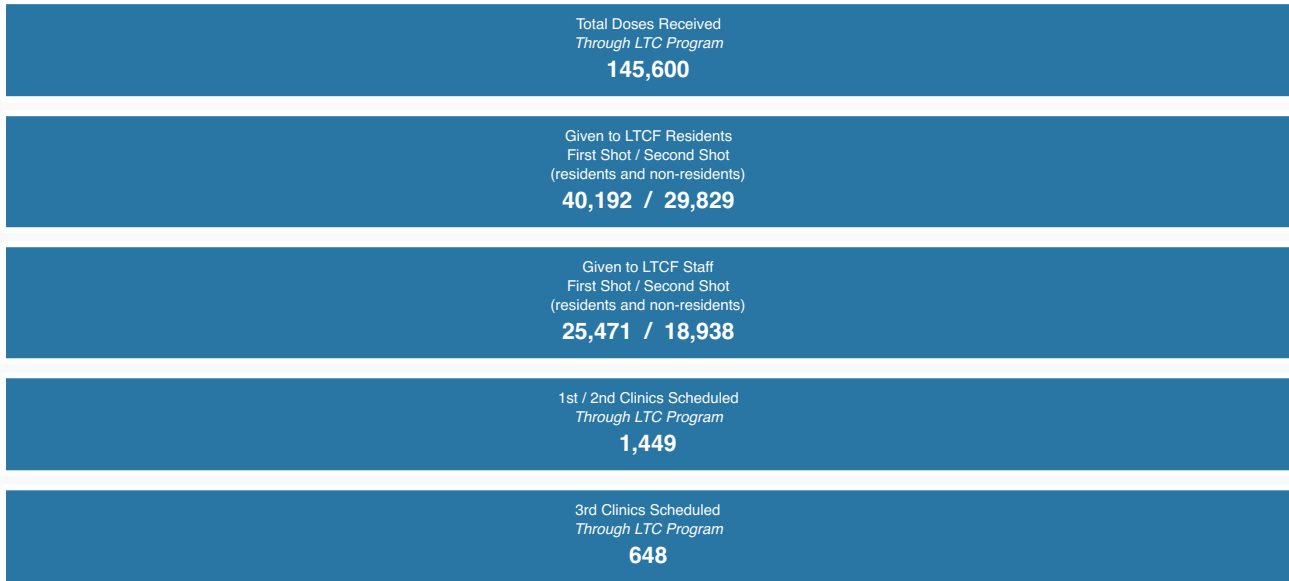 Total Doses Received
Through LTC Program
145,600
Given to LTCF Residents
First Shot / Second Shot
(residents and non-residents)
40,192 / 29,829
Given to LTCF Staff
First Shot / Second Shot
(residents and non-residents)
25,471 / 18,938
1st / 2nd Clinics Scheduled
Through LTC Program
1,449
3rd Clinics Scheduled
Through LTC Program
648